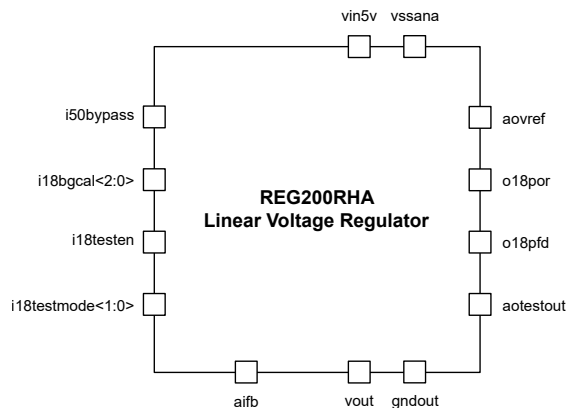 vin5v vssana
i50bypass
aovref
i18bgcal<2:0>
o18por
REG200RHA
Linear Voltage Regulator
i18testen
o18pfd
i18testmode<1:0>
aotestout
aifb
vout
gndout